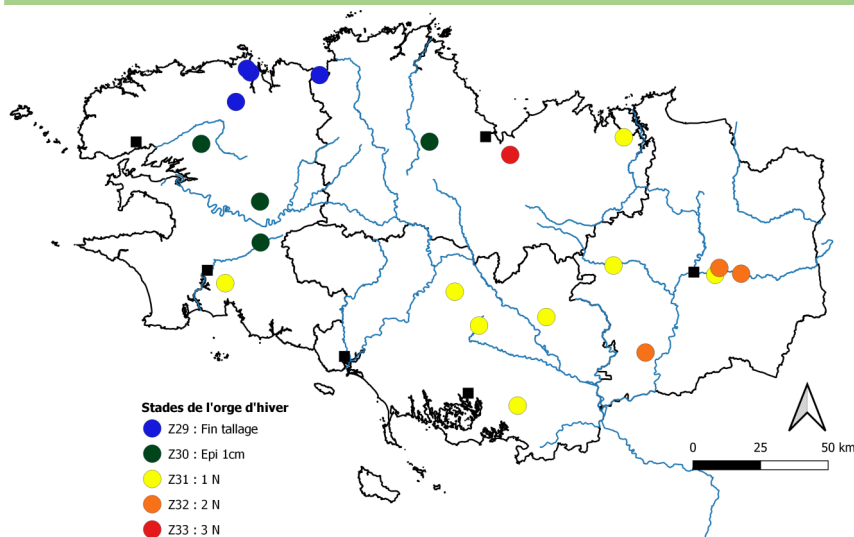 Stades de l'orge d'hiver
Z29 : Fin tallage
Z30 : Epi 1cm
Z31 : 1 N
Z32 : 2 N
Z33 : 3 N
0 25 50 km